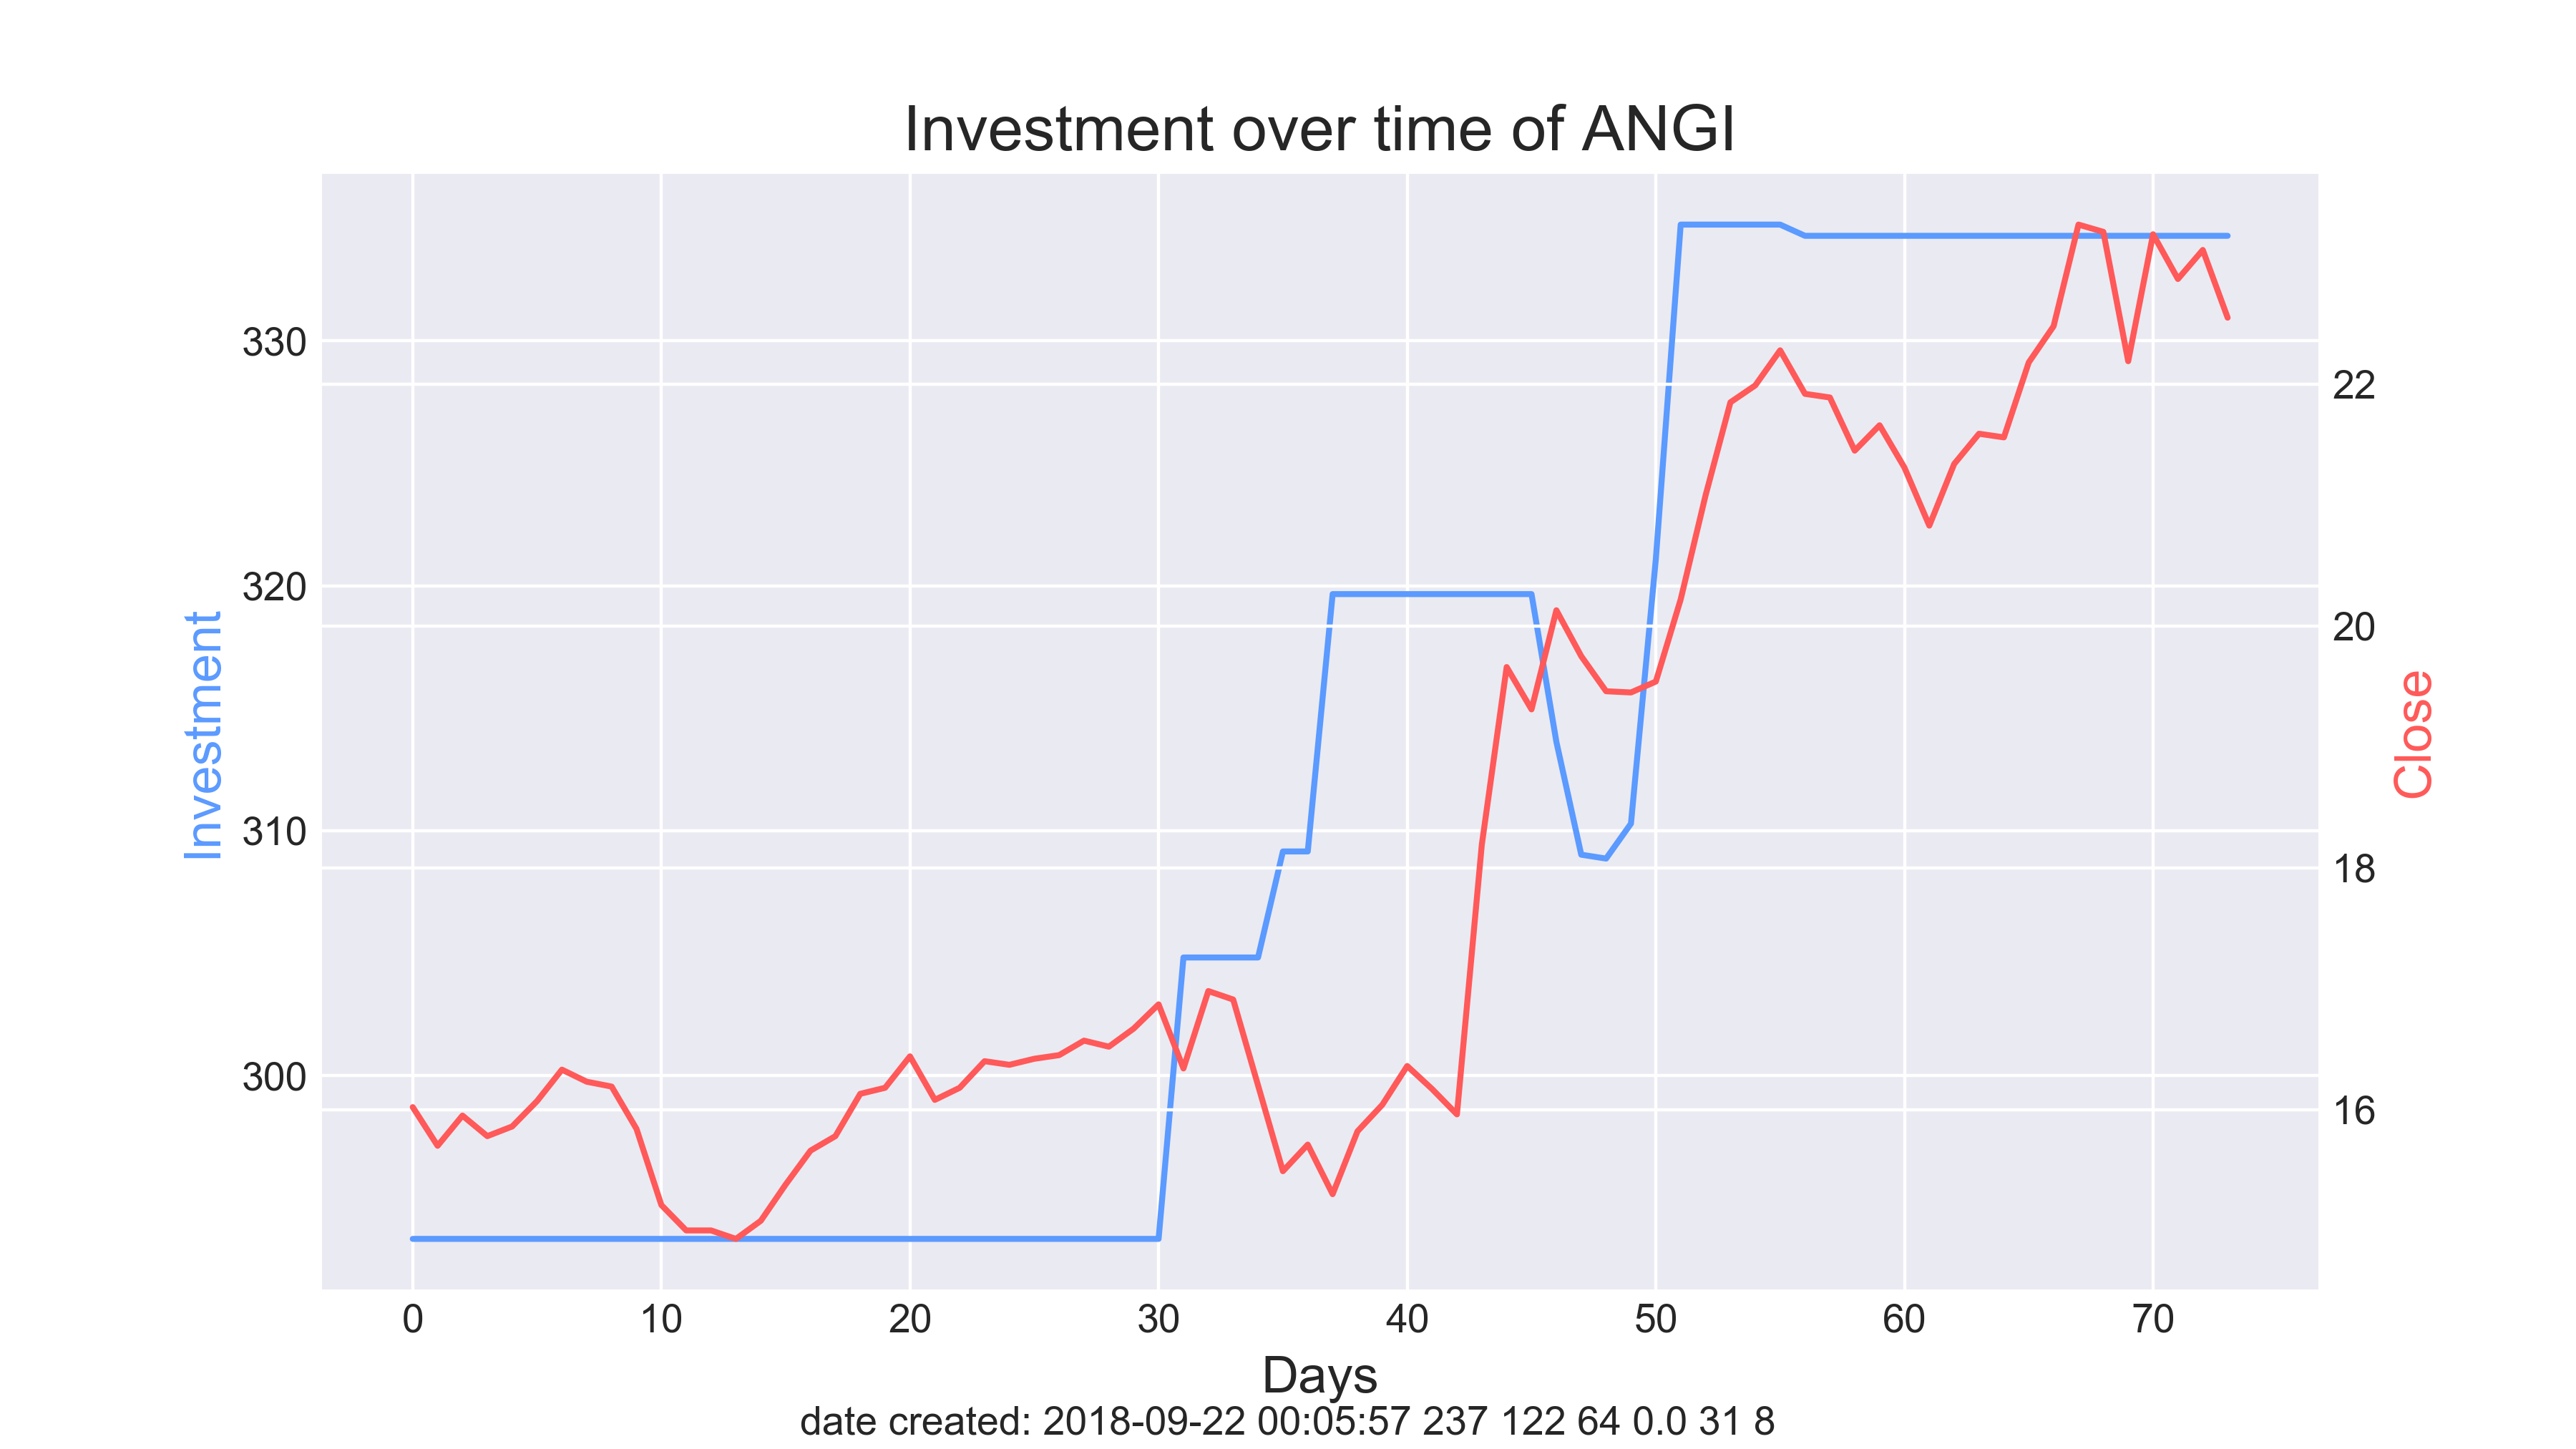 Investment over time of ANGI
330
320
310
300
Investment
22
20
18
16
Close
0 10 20 30 40 50 60 70
Days
date created: 2018-09-22 00:05:57 237 122 64 0.0 31 8